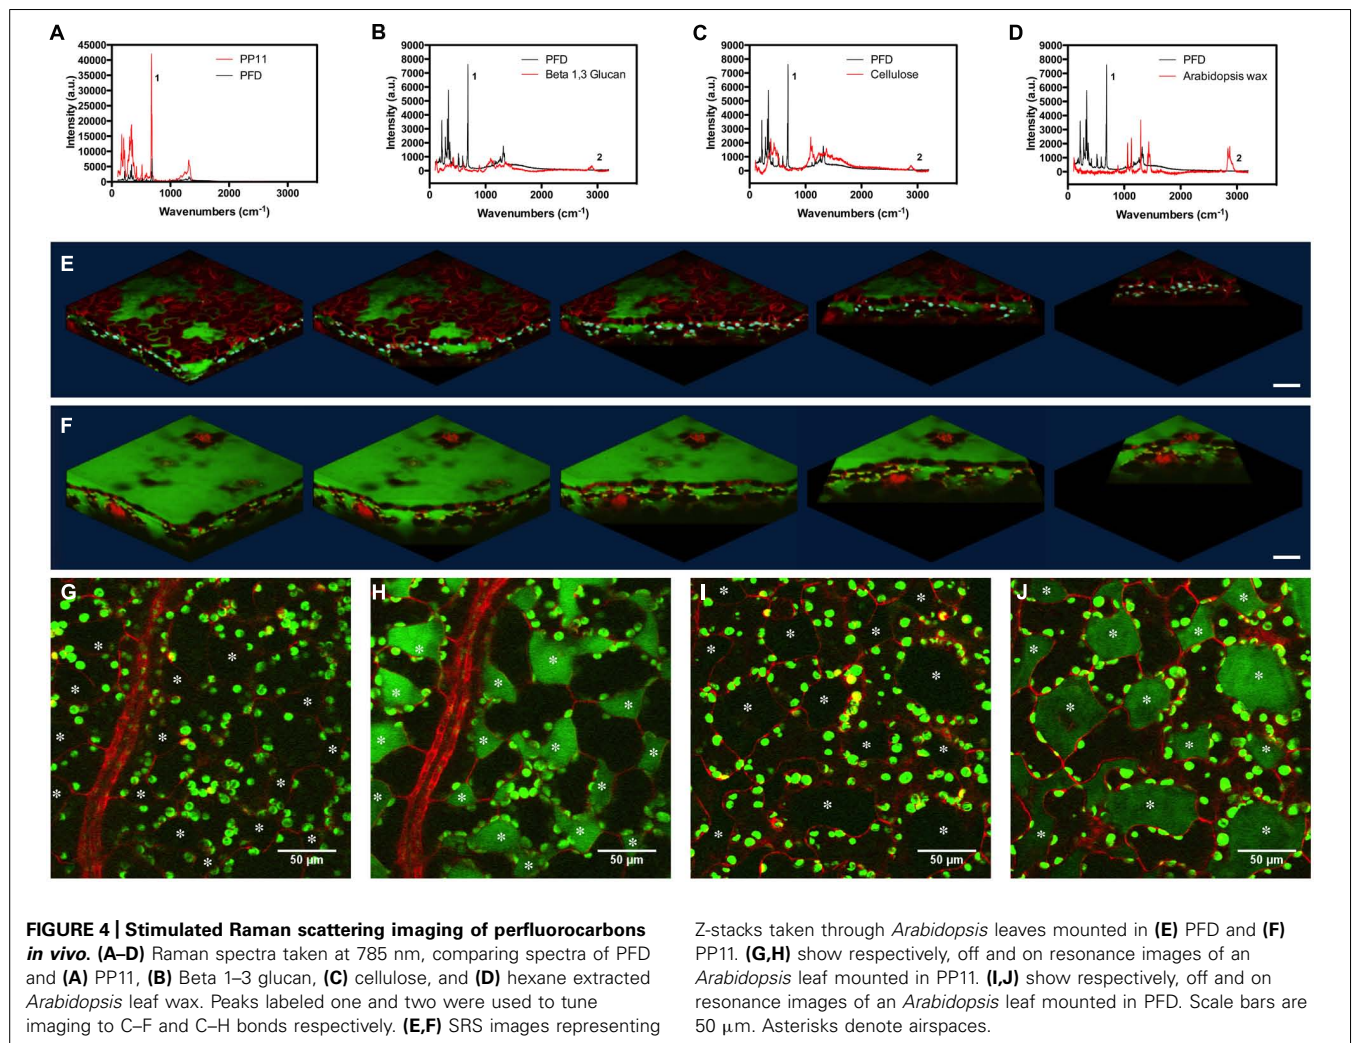 A
45000
40000
35000
30000
25000
20000
15000
10000
5000
0
Intensity (a.u.)
PP11
PFD
1
0 1000 2000 3000
Wavenumbers (cm-1)
B
9000
8000
7000
6000
5000
4000
3000
2000
1000
0
Intensity (a.u.)
PFD
Beta 1,3 Glucan
1
2
0 1000 2000 3000
Wavenumbers (cm-1)
C
9000
8000
7000
6000
5000
4000
3000
2000
1000
0
Intensity (a.u.)
PFD
Cellulose
1
2
0 1000 2000 3000
Wavenumbers (cm-1)
D
9000
8000
7000
6000
5000
4000
3000
2000
1000
0
Intensity (a.u.)
PFD
Arabidopsis wax
1
2
0 1000 2000 3000
Wavenumbers (cm-1)
E
F
G
50 µm
H
50 µm
I
50 µm
J
50 µm
FIGURE 4 | Stimulated Raman scattering imaging of perfluorocarbons
in vivo. (A–D) Raman spectra taken at 785 nm, comparing spectra of PFD
and (A) PP11, (B) Beta 1–3 glucan, (C) cellulose, and (D) hexane extracted
Arabidopsis leaf wax. Peaks labeled one and two were used to tune
imaging to C–F and C–H bonds respectively. (E,F) SRS images representing
Z-stacks taken through Arabidopsis leaves mounted in (E) PFD and (F)
PP11. (G,H) show respectively, off and on resonance images of an
Arabidopsis leaf mounted in PP11. (I,J) show respectively, off and on
resonance images of an Arabidopsis leaf mounted in PFD. Scale bars are
50 µm. Asterisks denote airspaces.